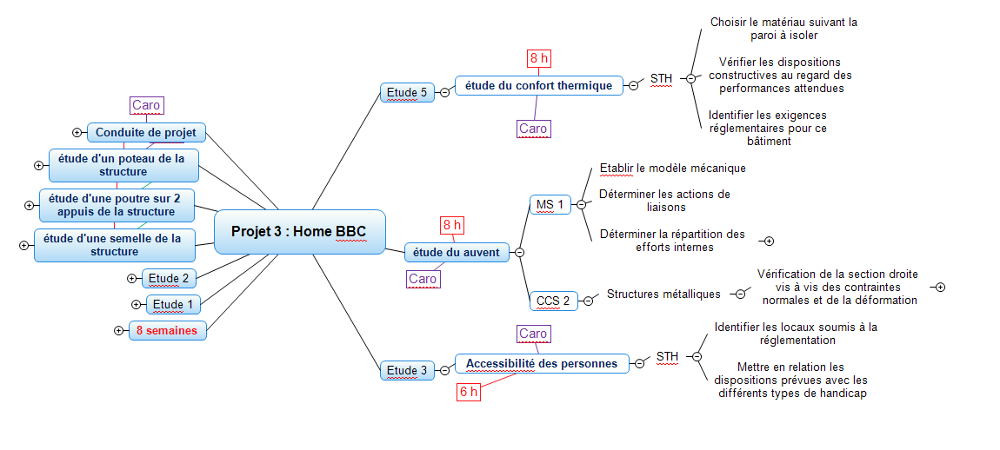 Projet 3 : Home BBC
Caro
Conduite de projet
étude d'un poteau de la
structure
étude d'une poutre sur 2
appuis de la structure
étude d'une semelle de la
structure
Etude 2
Etude 1
8 semaines
Etude 5
8 h
étude du confort thermique
Caro
STH
Choisir le matériau suivant la
paroi à isoler
Vérifier les dispositions
constructives au regard des
performances attendues
Identifier les exigences
réglementaires pour ce
bâtiment
8 h
étude du auvent
Caro
MS 1
Etablir le modèle mécanique
Déterminer les actions de
liaisons
Déterminer la répartition des
efforts internes
CCS 2
Structures métalliques
Vérification de la section droite
vis à vis des contraintes
normales et de la déformation
Etude 3
Caro
Accessibilité des personnes
6 h
STH
Identifier les locaux soumis à la
réglementation
Mettre en relation les
dispositions prévues avec les
différents types de handicap